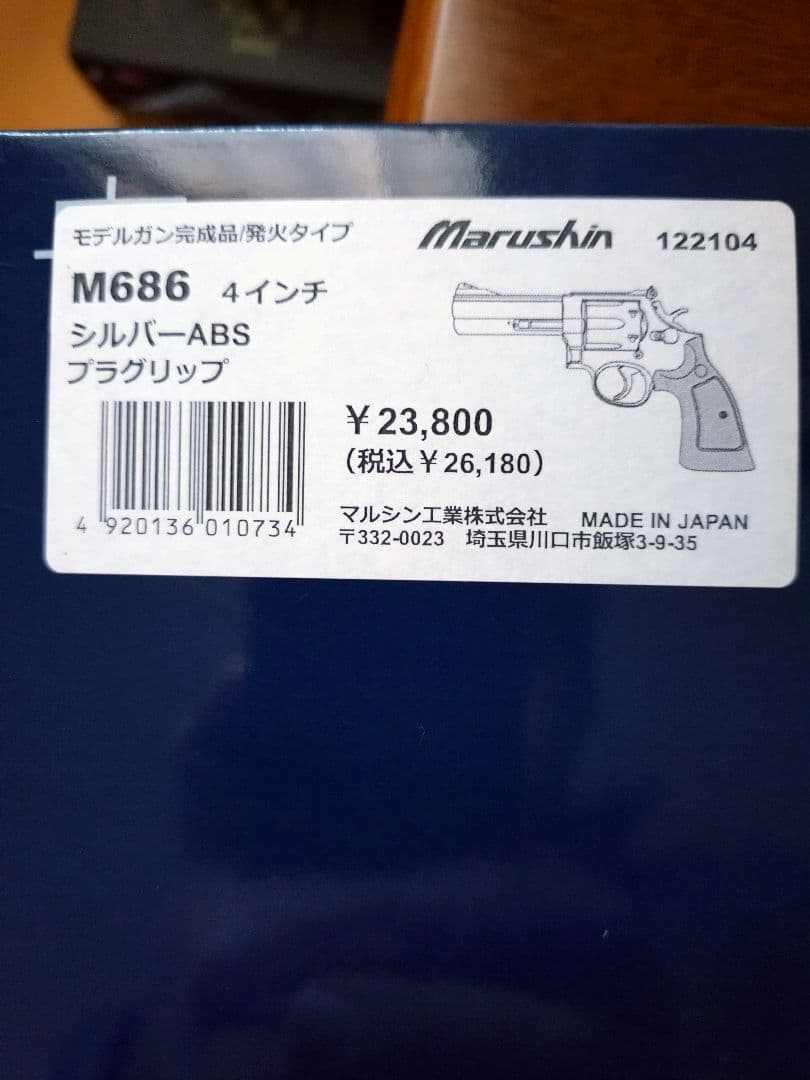 モデルガン完成品/発火タイプ
Marushin 122104
M686 4インチ
シルバーABS
プラグリップ
¥23,800
(税込¥26,180)
4 920136 010734
マルシン工業株式会社 MADE IN JAPAN
〒332-0023 埼玉県川口市飯塚3-9-35